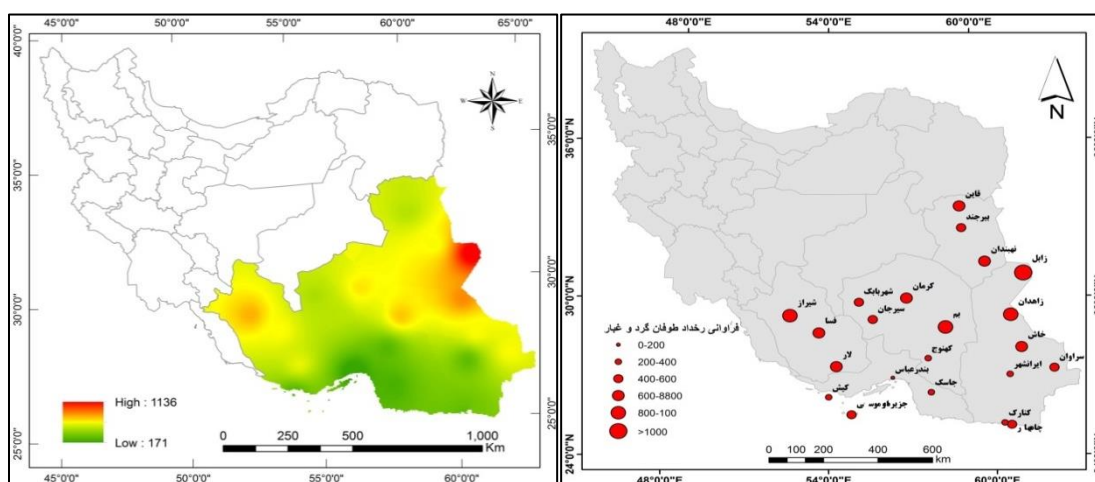 45°0'0" 50°0'0" 55°0'0" 60°0'0" 65°0'0"
40°0'0"
35°0'0"
30°0'0"
25°0'0"
N
W E
S
High : 1136
Low : 171
0 250 500 1,000
Km
45°0'0" 50°0'0" 55°0'0" 60°0'0"
48°0'0"E 54°0'0"E 60°0'0"E
36°0'0"N
30°0'0"N
24°0'0"N
N
قاین
بیرجند
نهبندان
زابل
زاهدان
کرمان
شهربابک
سیرجان
بم
شیراز
فسا
خاش
سراوان
ایرانشهر
لار
کهنوج
بندرعباس
جاسک
کیش
کنارک
فراوانی رخداد طوفان گرد و غبار
0-200
200-400
400-600
600-8800
800-100
>1000
0 100 200 400 600
km
48°0'0"E 54°0'0"E 60°0'0"E